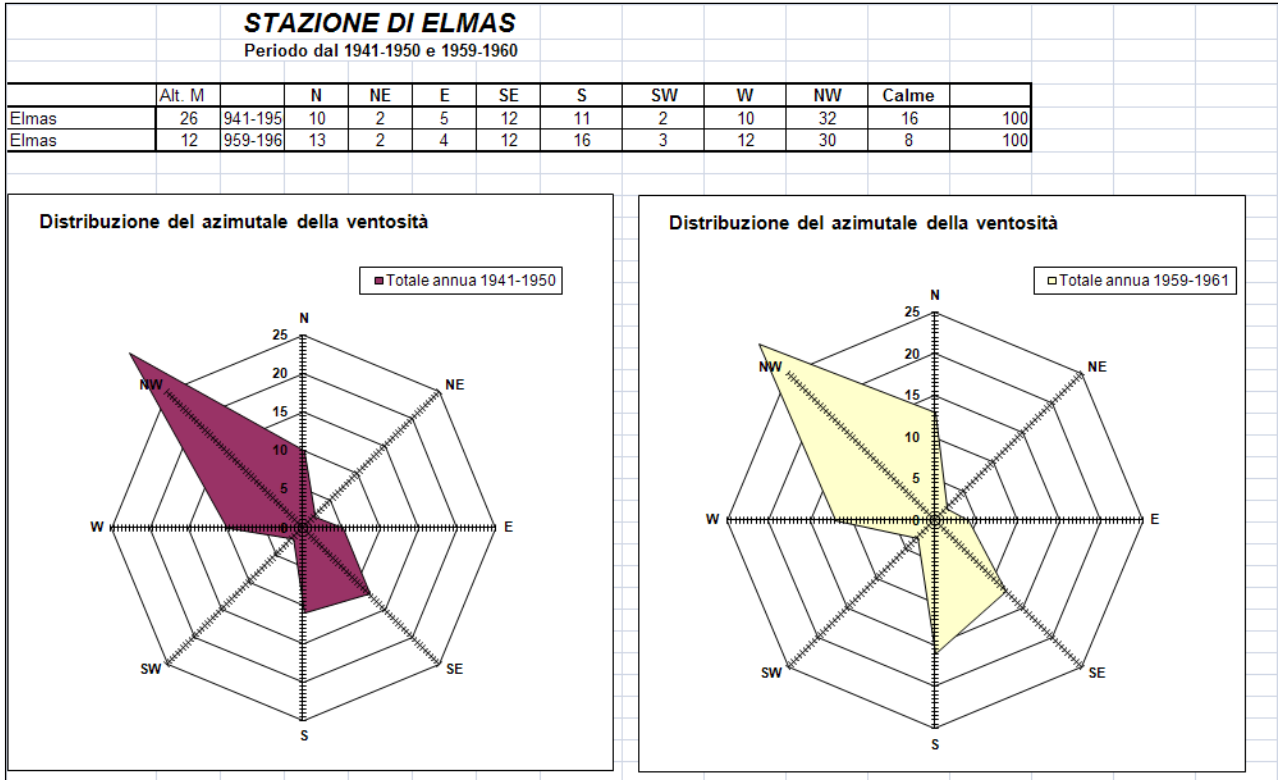 STAZIONE DI ELMAS
Periodo dal 1941-1950 e 1959-1960
Alt. M N NE E SE S SW W NW Calme
Elmas 26 941-195 10 2 5 12 11 2 10 32 16 100
Elmas 12 959-196 13 2 4 12 16 3 12 30 8 100
Distribuzione del azimutale della ventosità
Totale annua 1941-1950
N
25
NE
20
NW
15
10
5
W
0
E
SW
SE
S
Distribuzione del azimutale della ventosità
Totale annua 1959-1961
N
25
NE
20
NW
15
10
5
W
0
E
SW
SE
S